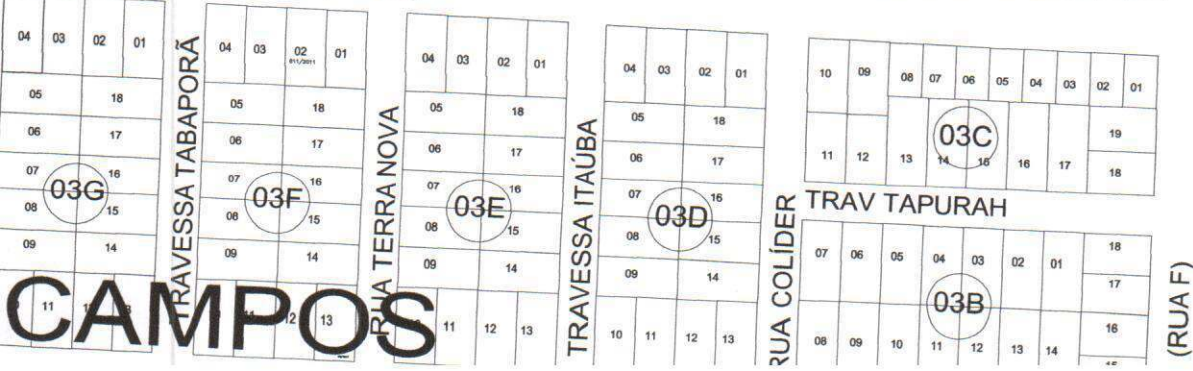 04 03 02 01
05 18
06 17
07 16
03G
08 15
09 14
11
TRAVESSA TABAPORÃ
04 03 02 01
011/2011
05 18
06 17
07 16
03F
08 15
09 14
12 13
RUA TERRA NOVA
04 03 02 01
05 18
06 17
07 16
03E
08 15
09 14
11 12 13
CAMPOS
TRAVESSA ITAÚBA
04 03 02 01
05 18
06 17
07 16
03D
08 15
09 14
10 11 12 13
RUA COLÍDER
10 09 08 07 06 05 04 03 02 01
03C
19
11 12 13 14 15 16 17 18
TRAV TAPURAH
07 06 05 04 03 02 01 18
17
03B
16
08 09 10 11 12 13 14
15
(RUA F)